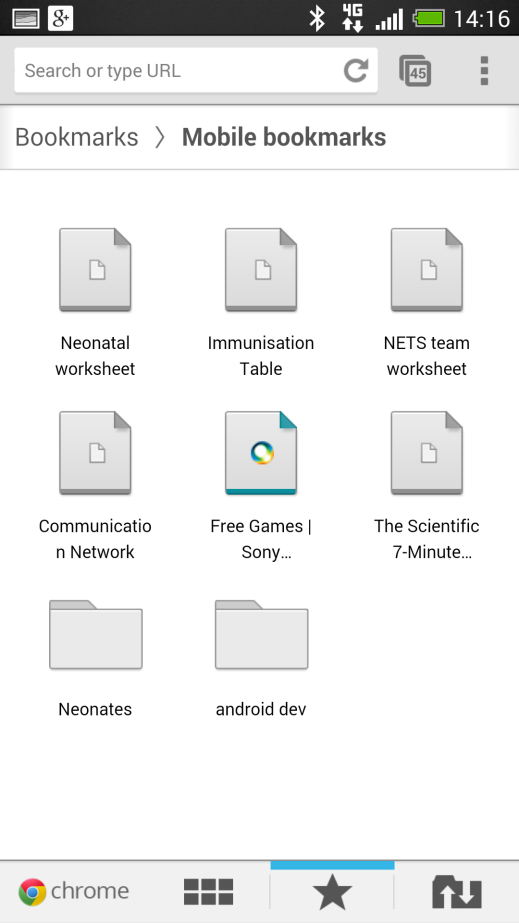 4G
14:16
Search or type URL
45
Bookmarks Mobile bookmarks
Neonatal
worksheet
Immunisation
Table
NETS team
worksheet
Communicatio
n Network
Free Games |
Sony...
The Scientific
7-Minute...
Neonates
android dev
chrome